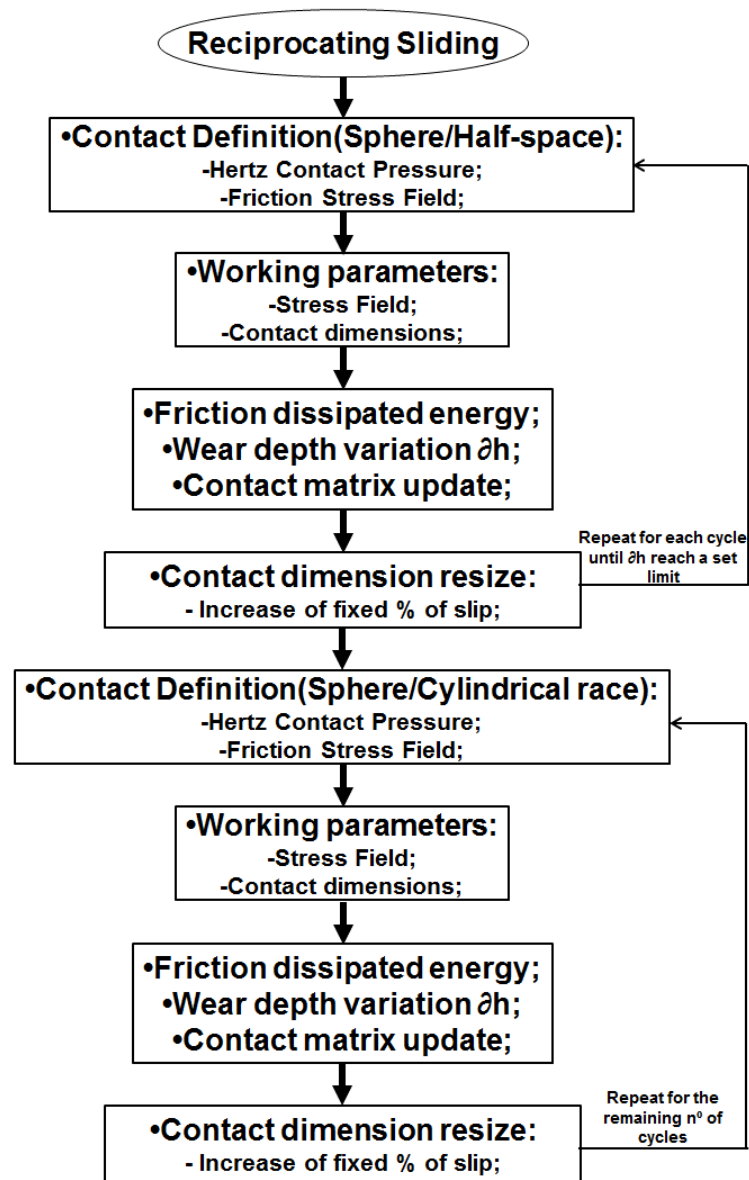 Reciprocating Sliding
•Contact Definition(Sphere/Half-space):
-Hertz Contact Pressure;
-Friction Stress Field;
•Working parameters:
-Stress Field;
-Contact dimensions;
•Friction dissipated energy;
•Wear depth variation ∂h;
•Contact matrix update;
Repeat for each cycle
until ∂h reach a set
limit
•Contact dimension resize:
- Increase of fixed % of slip;
•Contact Definition(Sphere/Cylindrical race):
-Hertz Contact Pressure;
-Friction Stress Field;
•Working parameters:
-Stress Field;
-Contact dimensions;
•Friction dissipated energy;
•Wear depth variation ∂h;
•Contact matrix update;
Repeat for the
remaining nº of
cycles
•Contact dimension resize:
- Increase of fixed % of slip;